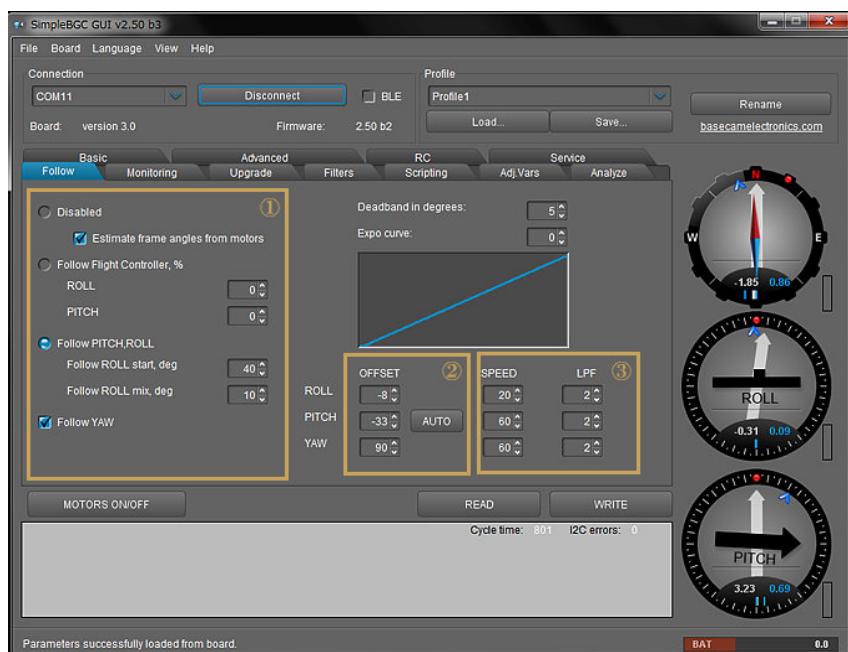 SimpleBGC GUI v2.50 b3
File Board Language View Help
Connection
Profile
COM11
Disconnect
BLE
Profile1
Rename
Board: version 3.0
Firmware: 2.50 b2
Load...
Save...
basecamelectronics.com
Basic
Advanced
RC
Service
Follow
Monitoring
Upgrade
Filters
Scripting
Adj.Vars
Analyze
①
Disabled
Estimate frame angles from motors
Follow Flight Controller, %
ROLL 0
PITCH 0
Follow PITCH,ROLL
Follow ROLL start, deg 40
Follow ROLL mix, deg 10
Follow YAW
Deadband in degrees: 5
Expo curve: 0
OFFSET ② SPEED LPF ③
ROLL -8 20 2
PITCH -33 AUTO 60 2
YAW 90 60 2
N
W
E
-1.85 0.86
ROLL
-0.31 0.09
PITCH
3.23 0.69
MOTORS ON/OFF
READ
WRITE
Cycle time: 801 I2C errors: 0
Parameters successfully loaded from board.
BAT 0.0